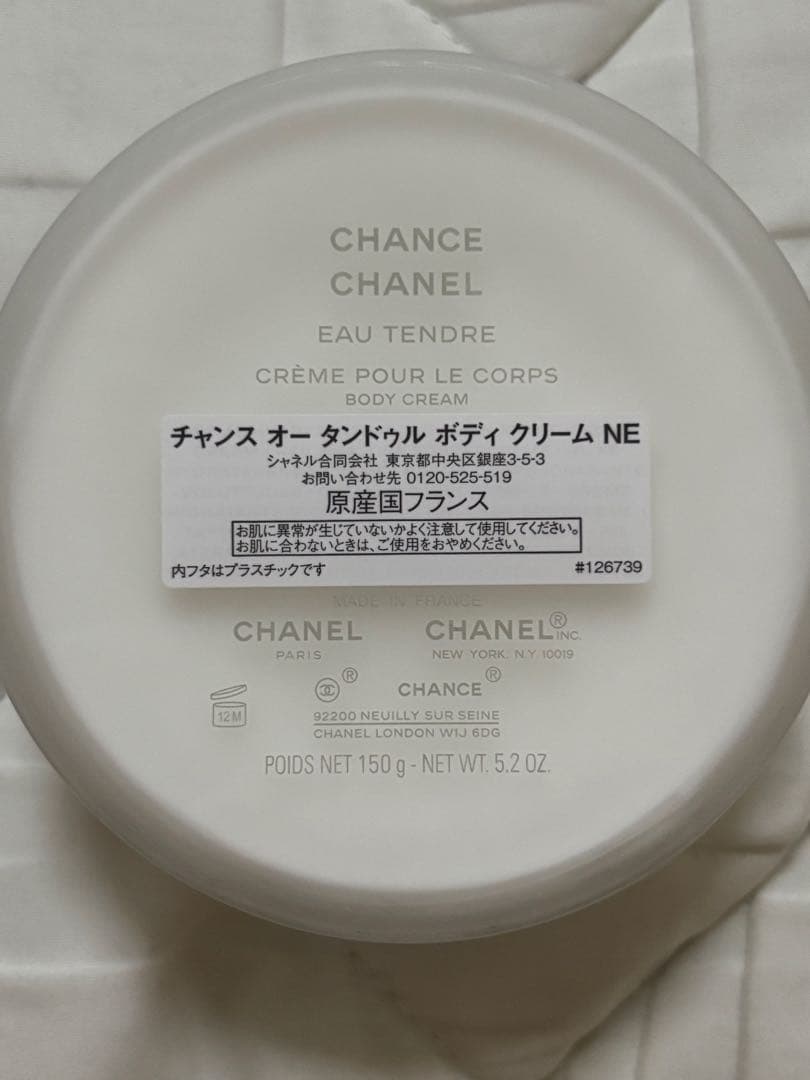 CHANCE
CHANEL
EAU TENDRE
CRÈME POUR LE CORPS
BODY CREAM
チャンス オー タンドゥル ボディ クリーム NE
シャネル合同会社 東京都中央区銀座3-5-3
お問い合わせ先 0120-525-519
原産国フランス
お肌に異常が生じていないかよく注意して使用してください。
お肌に合わないときは、ご使用をおやめください。
内フタはプラスチックです #126739
MADE IN FRANCE
CHANEL CHANEL® INC.
PARIS NEW YORK, N.Y 10019
12M ® CHANCE®
92200 NEUILLY SUR SEINE
CHANEL LONDON W1J 6DG
POIDS NET 150 g - NET WT. 5.2 OZ.